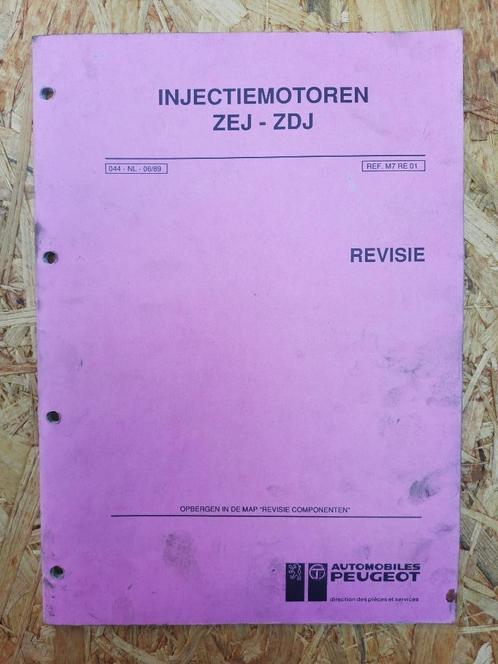 INJECTIEMOTOREN
ZEJ - ZDJ
044 - NL - 06/89
REF. M7 RE 01
REVISIE
OPBERGEN IN DE MAP "REVISIE COMPONENTEN"
AUTOMOBILES
PEUGEOT
direction des pièces et services